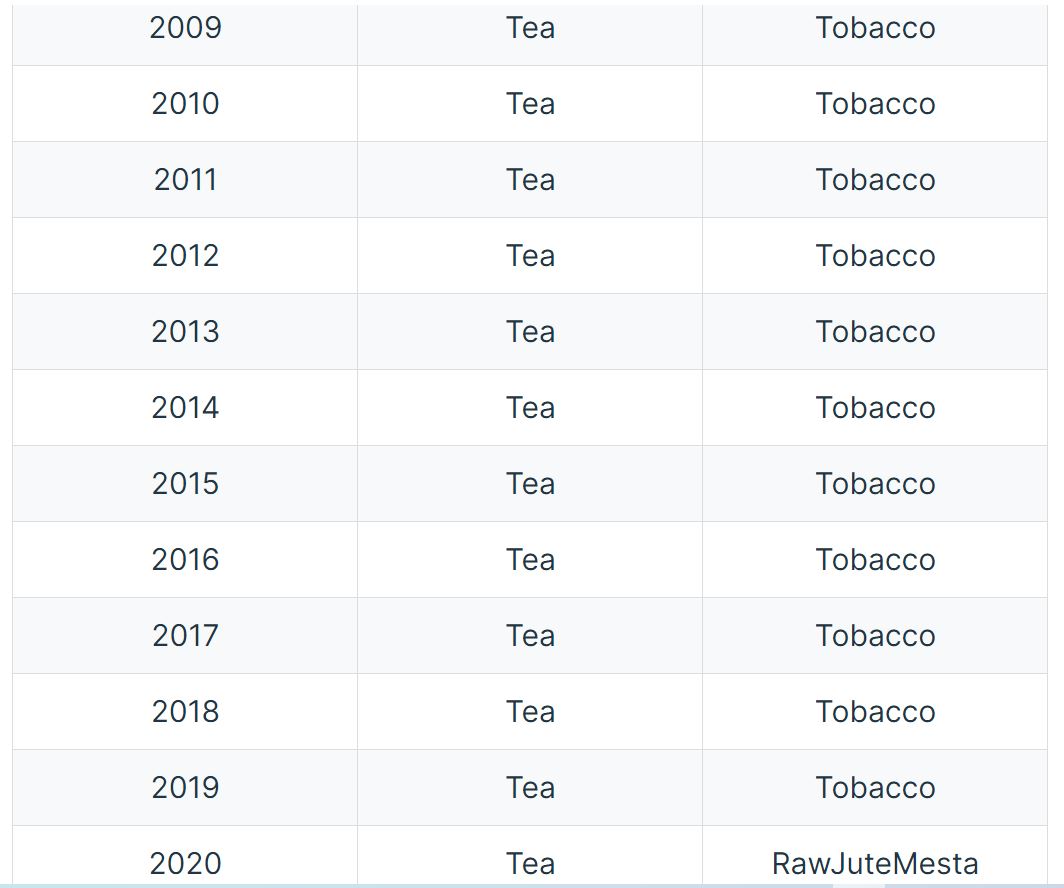 2009 Tea Tobacco
2010 Tea Tobacco
2011 Tea Tobacco
2012 Tea Tobacco
2013 Tea Tobacco
2014 Tea Tobacco
2015 Tea Tobacco
2016 Tea Tobacco
2017 Tea Tobacco
2018 Tea Tobacco
2019 Tea Tobacco
2020 Tea RawJuteMesta